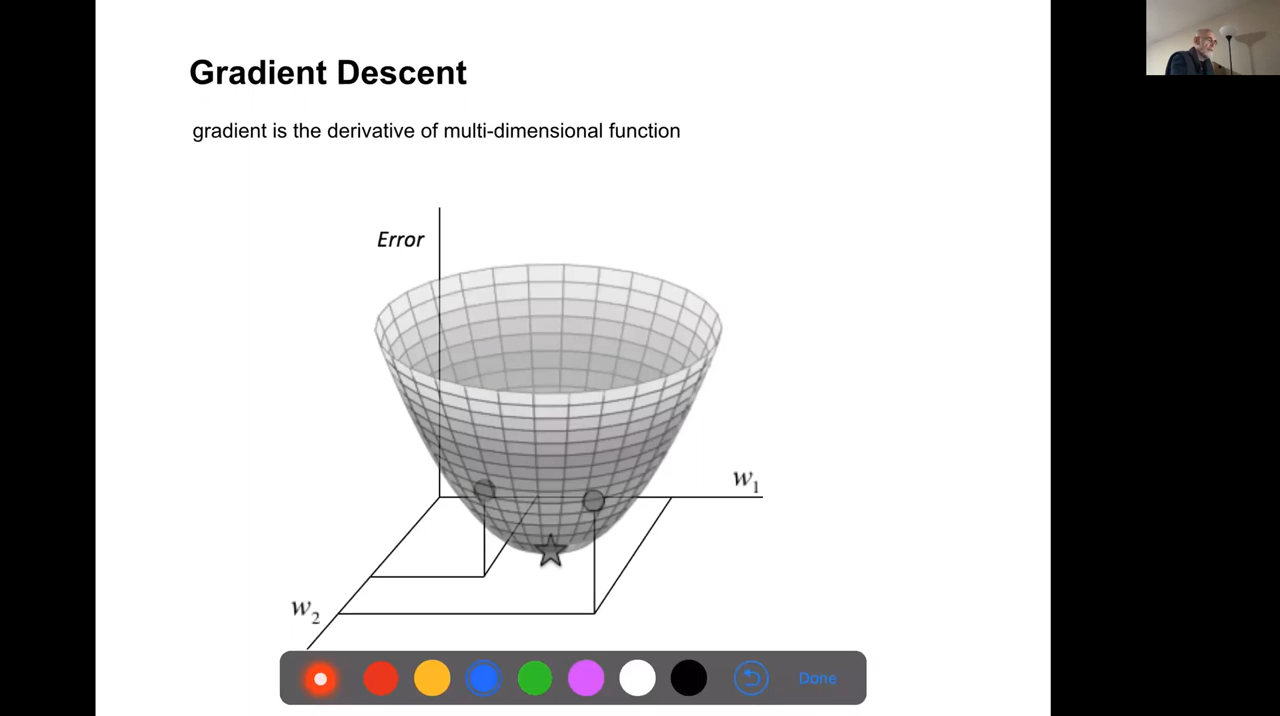 Gradient Descent
gradient is the derivative of multi-dimensional function
Error
w1
w2
Done